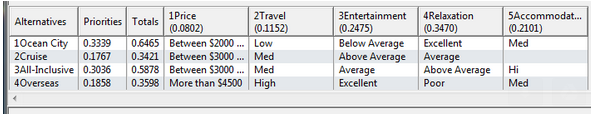 Alternatives Priorities Totals 1Price (0.0802) 2Travel (0.1152) 3Entertainment (0.2475) 4Relaxation (0.3470) 5Accommodat... (0.2101)
1Ocean City 0.3339 0.6465 Between $2000 ... Low Below Average Excellent Med
2Cruise 0.1767 0.3421 Between $3000 ... Med Above Average Average
3All-Inclusive 0.3036 0.5878 Between $3000 ... Med Average Above Average Hi
4Overseas 0.1858 0.3598 More than $4500 High Excellent Poor Med